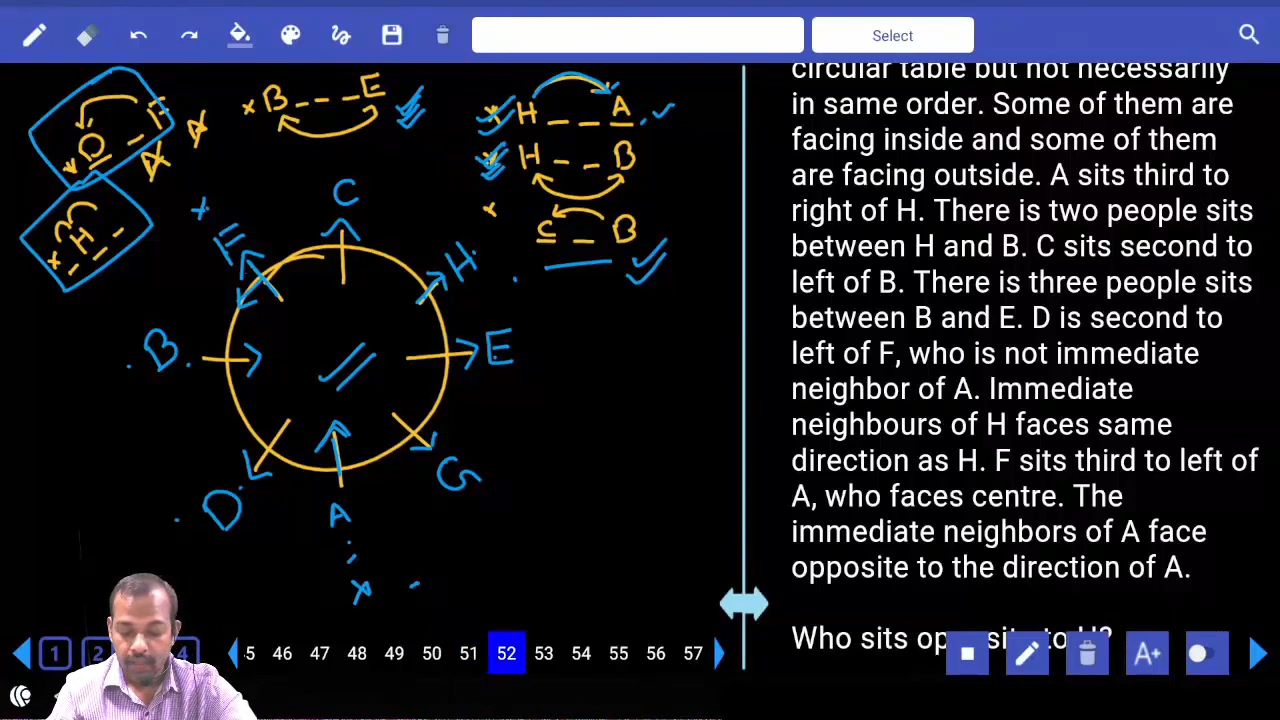 Select
circular table but not necessarily
in same order. Some of them are
facing inside and some of them
are facing outside. A sits third to
right of H. There is two people sits
between H and B. C sits second to
left of B. There is three people sits
between B and E. D is second to
left of F, who is not immediate
neighbor of A. Immediate
neighbours of H faces same
direction as H. F sits third to left of
A, who faces centre. The
immediate neighbors of A face
opposite to the direction of A.
Who sits to
B _ _ _ E
H _ _ A
D _ F
H _ _ B
H
C _ B
C
F
H
B
E
G
D
A
1 2 4
45 46 47 48 49 50 51 52 53 54 55 56 57
A+